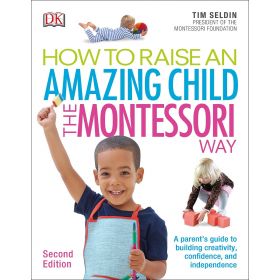 DK
TIM SELDIN
PRESIDENT OF THE
MONTESSORI FOUNDATION
HOW TO RAISE AN
AMAZING CHILD
THE MONTESSORI
WAY
Second
Edition
A parent's guide to
building creativity,
confidence, and
independence